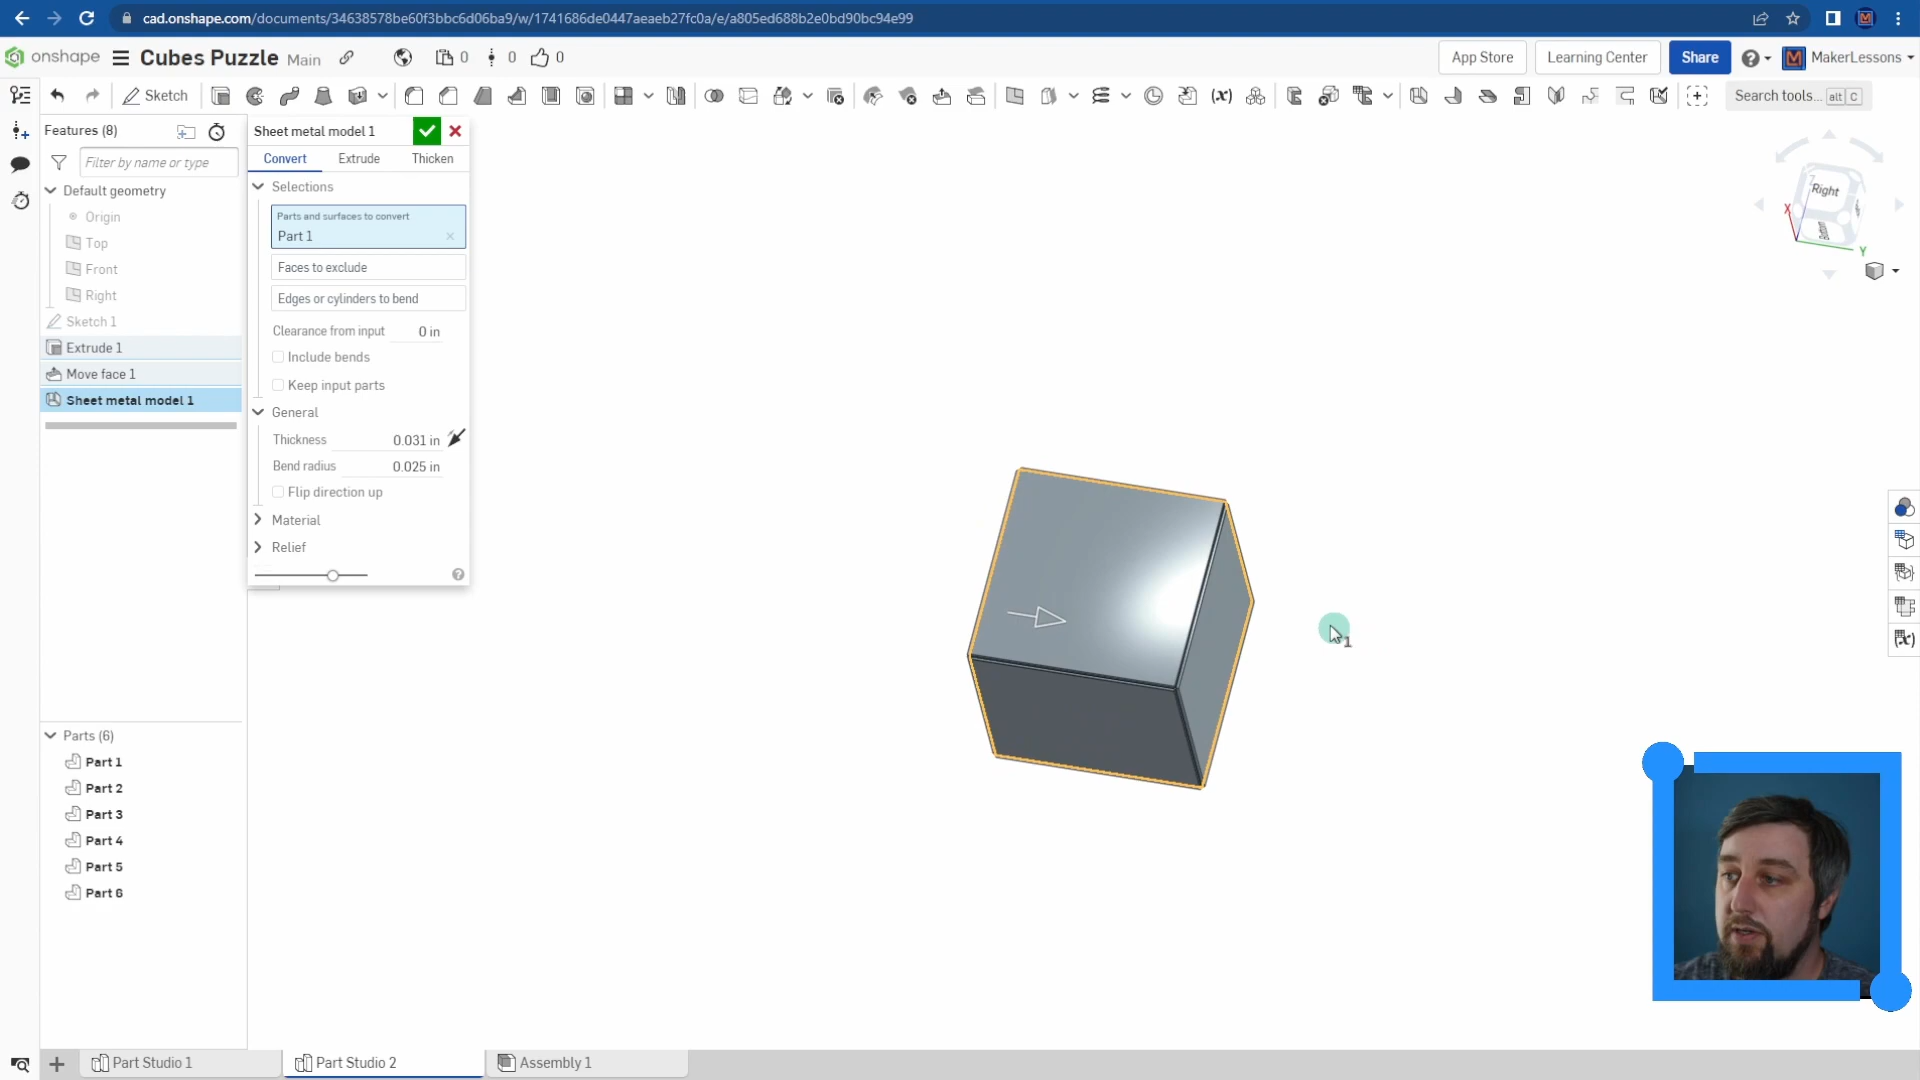 cad.onshape.com/documents/34638578be60f3bbc6d06ba9/w/1741686de0447aeaeb27fc0a/e/a805ed688b2e0bd90bc94e99
onshape Cubes Puzzle Main 0 0 0 App Store Learning Center Share MakerLessons
Sketch Search tools... alt C
Features (8)
Filter by name or type
Default geometry
Origin
Top
Front
Right
Sketch 1
Extrude 1
Move face 1
Sheet metal model 1
Sheet metal model 1
Convert Extrude Thicken
Selections
Parts and surfaces to convert
Part 1
Faces to exclude
Edges or cylinders to bend
Clearance from input 0 in
Include bends
Keep input parts
General
Thickness 0.031 in
Bend radius 0.025 in
Flip direction up
Material
Relief
Z
Right
X
Y
Bottom
1
Parts (6)
Part 1
Part 2
Part 3
Part 4
Part 5
Part 6
Part Studio 1 Part Studio 2 Assembly 1